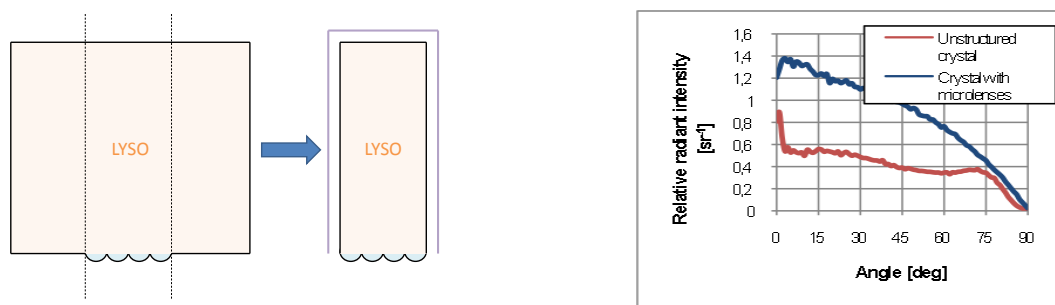 LYSO
LYSO
Relative radiant intensity
[sr-1]
1,6
1,4
1,2
1
0,8
0,6
0,4
0,2
0
0 15 30 45 60 75 90
Angle [deg]
Unstructured
crystal
Crystal with
microlenses